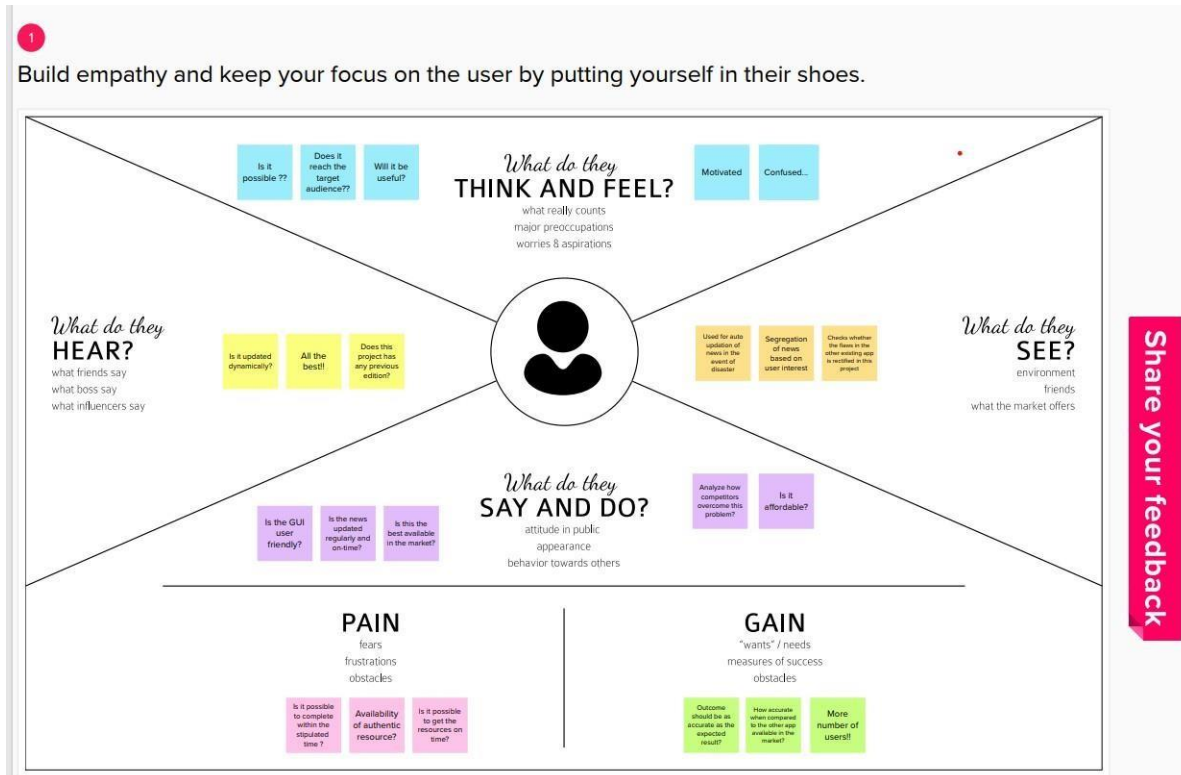 1
Build empathy and keep your focus on the user by putting yourself in their shoes.
Is it
possible ??
Does it
reach the
target
audience??
Will it be
useful?
What do they
THINK AND FEEL?
what really counts
major preoccupations
worries & aspirations
Motivated
Confused...
What do they
HEAR?
what friends say
what boss say
what influencers say
Is it updated
dynamically?
All the
best!!
Does this
project has
any previous
edition?
Used for auto
updation of
news in the
event of
disaster
Segregation
of news
based on
user interest
Checks whether
the flaws in the
other existing app
is rectified in this
project
What do they
SEE?
environment
friends
what the market offers
Is the GUI
user
friendly?
Is the news
updated
regularly and
on-time?
Is this the
best available
in the market?
What do they
SAY AND DO?
attitude in public
appearance
behavior towards others
Analyze how
competitors
overcome this
problem?
Is it
affordable?
PAIN
fears
frustrations
obstacles
Is it possible
to complete
within the
stipulated
time ?
Availability
of authentic
resource?
Is it possible
to get the
resources on
time?
GAIN
"wants" / needs
measures of success
obstacles
Outcome
should be as
accurate as the
expected
result?
How accurate
when compared
to the other app
available in the
market?
More
number of
users!!
Share your feedback